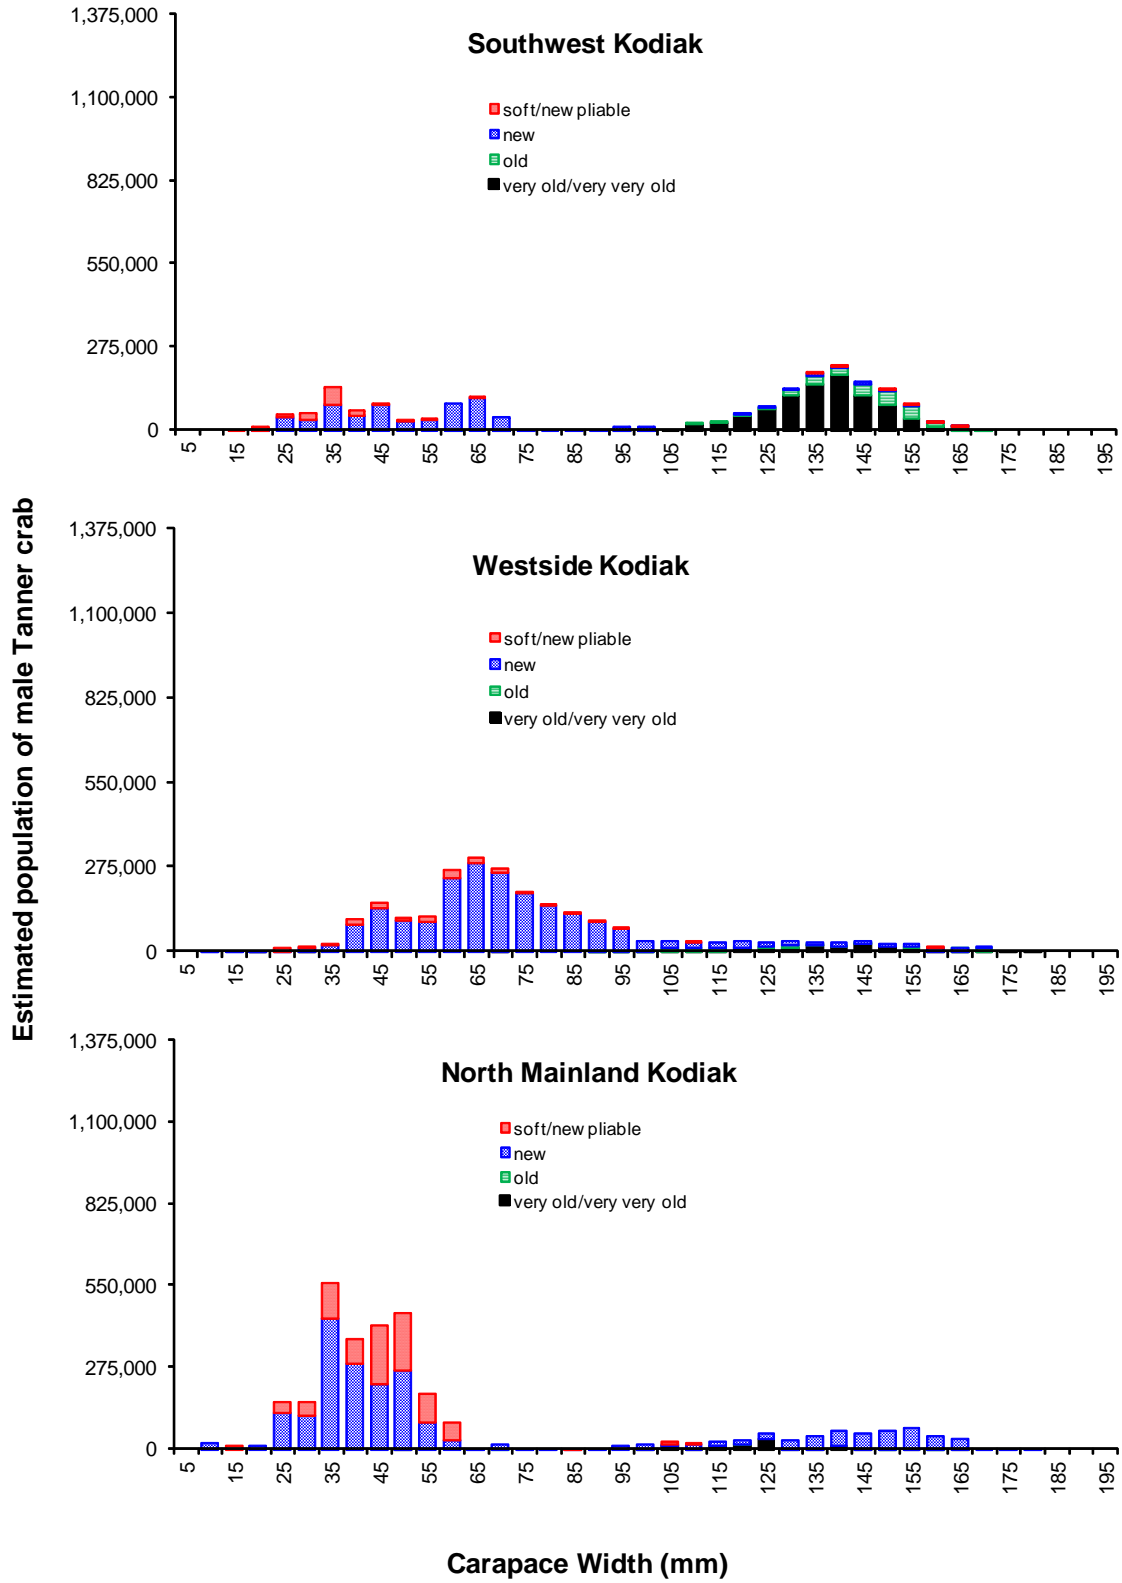 Estimated population of male Tanner crab
Southwest Kodiak
1,375,000
1,100,000
825,000
550,000
275,000
0
soft/new pliable
new
old
very old/very very old
5 15 25 35 45 55 65 75 85 95 105 115 125 135 145 155 165 175 185 195
Westside Kodiak
1,375,000
1,100,000
825,000
550,000
275,000
0
soft/new pliable
new
old
very old/very very old
5 15 25 35 45 55 65 75 85 95 105 115 125 135 145 155 165 175 185 195
North Mainland Kodiak
1,375,000
1,100,000
825,000
550,000
275,000
0
soft/new pliable
new
old
very old/very very old
5 15 25 35 45 55 65 75 85 95 105 115 125 135 145 155 165 175 185 195
Carapace Width (mm)